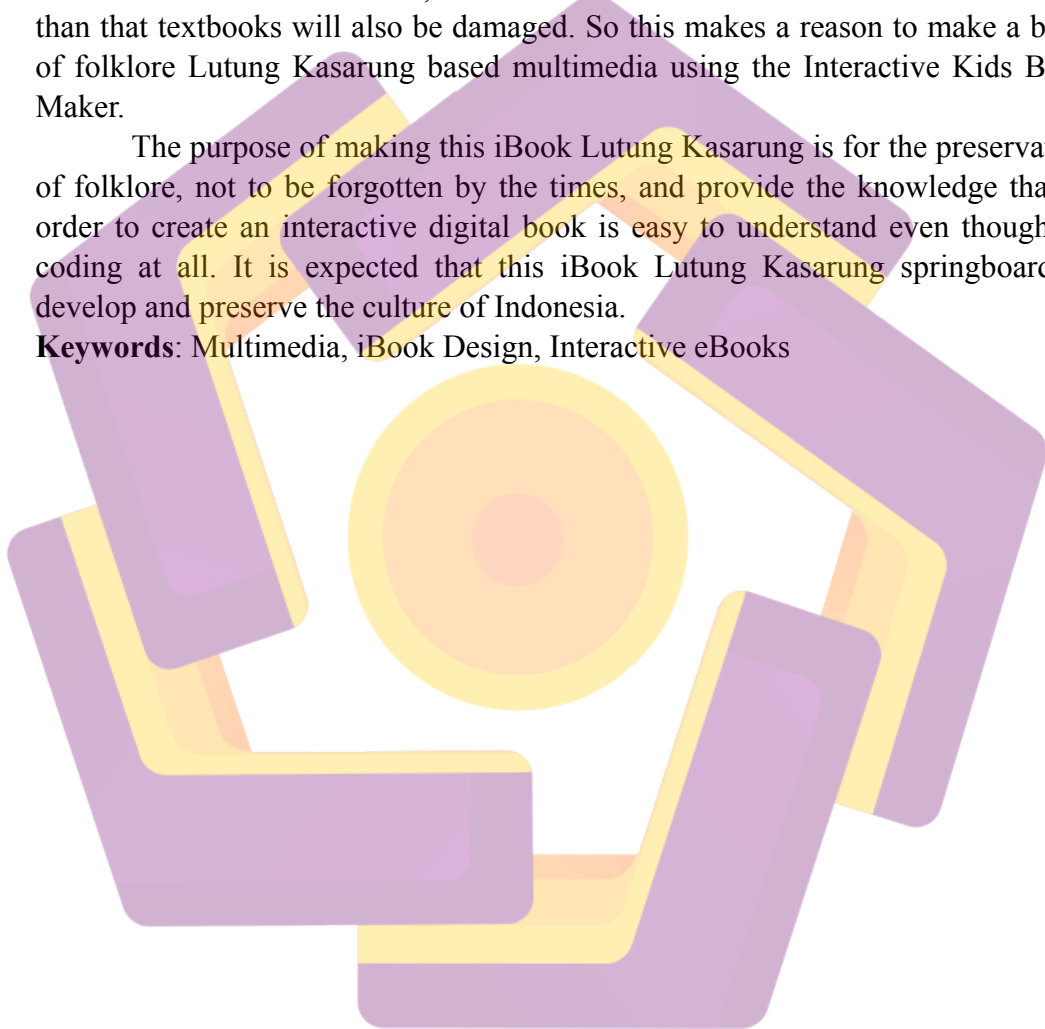 than that textbooks will also be damaged. So this makes a reason to make a b
of folklore Lutung Kasarung based multimedia using the Interactive Kids B
Maker.
The purpose of making this iBook Lutung Kasarung is for the preserva
of folklore, not to be forgotten by the times, and provide the knowledge tha
order to create an interactive digital book is easy to understand even though
coding at all. It is expected that this iBook Lutung Kasarung springboard
develop and preserve the culture of Indonesia.
Keywords: Multimedia, iBook Design, Interactive eBooks